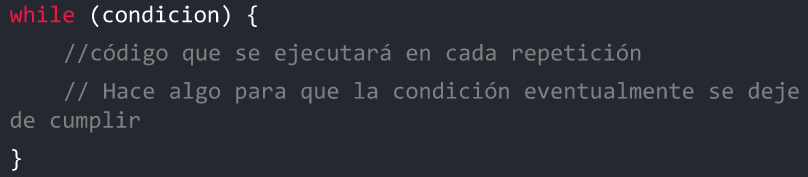 while (condicion) {
//código que se ejecutará en cada repetición
// Hace algo para que la condición eventualmente se deje
de cumplir
}